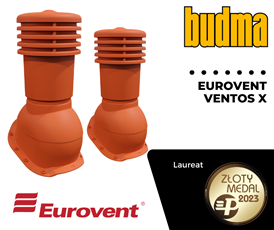 budma
EUROVENT
VENTOS X
Laureat
ZŁOTY
MEDAL
2023
Eurovent®